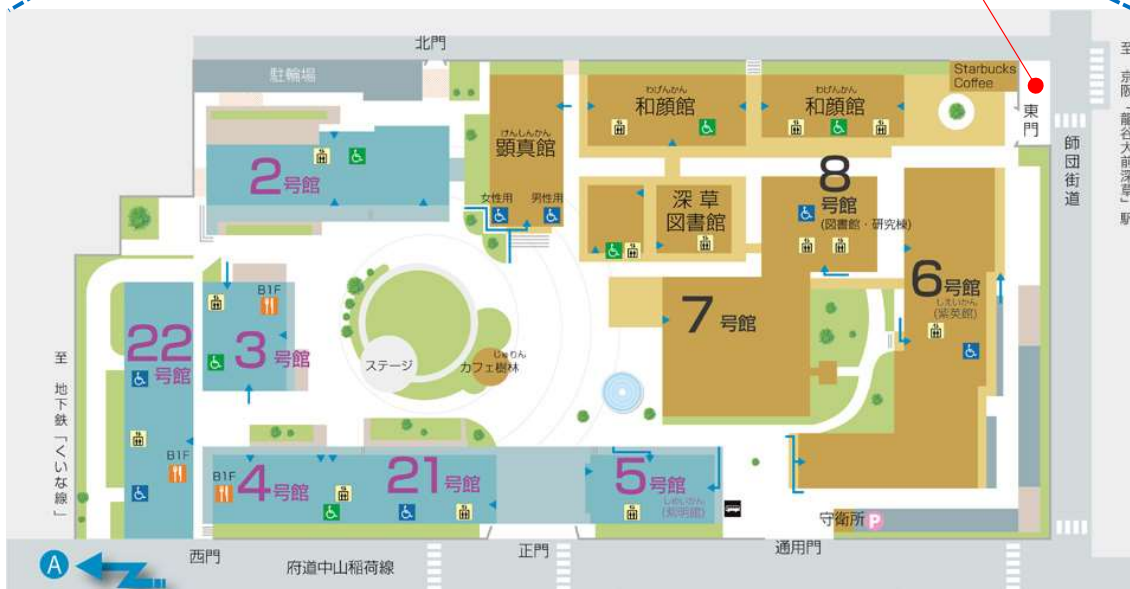 北門
駐輪場
Starbucks
Coffee
東門
至 京阪「龍谷大前深草」駅
師団街道
わげんかん
和顔館
わげんかん
和顔館
げんしんかん
顕真館
女性用
男性用
2号館
深草
図書館
8
号館
(図書館・研究棟)
6号館
しえいかん
(紫英館)
7号館
B1F
3号館
22
号館
B1F
ステージ
じゅりん
カフェ樹林
至 地下鉄「くいな線」
B1F
4号館
21号館
5号館
しめいかん
(紫明館)
守衛所
P
A
西門
府道中山稲荷線
正門
通用門